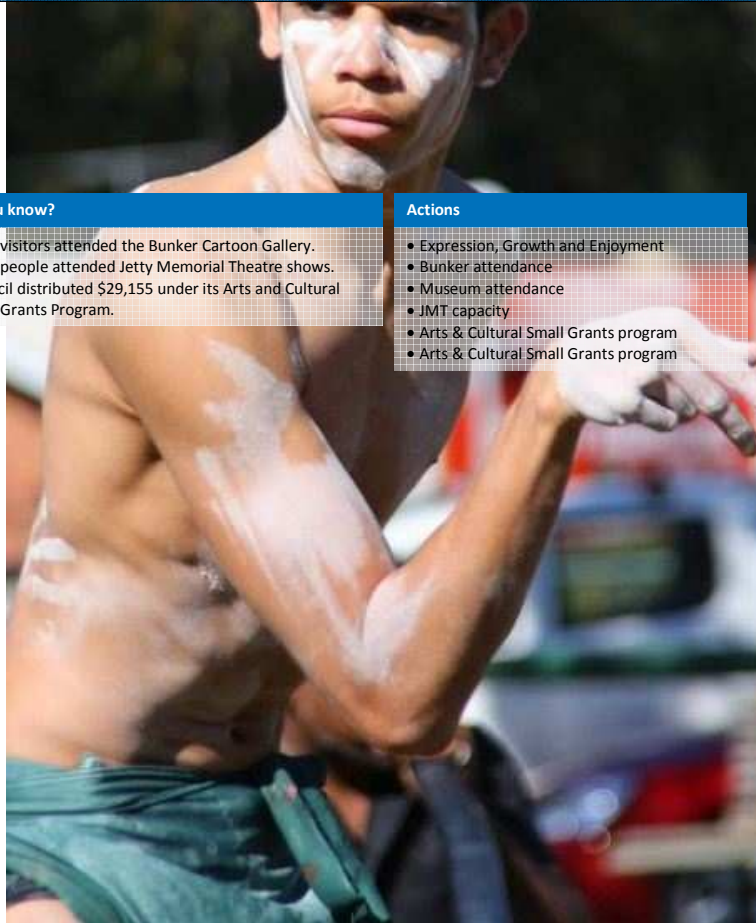 u know?
visitors attended the Bunker Cartoon Gallery.
people attended Jetty Memorial Theatre shows.
cil distributed $29,155 under its Arts and Cultural
Grants Program.
Actions
• Expression, Growth and Enjoyment
• Bunker attendance
• Museum attendance
• JMT capacity
• Arts & Cultural Small Grants program
• Arts & Cultural Small Grants program